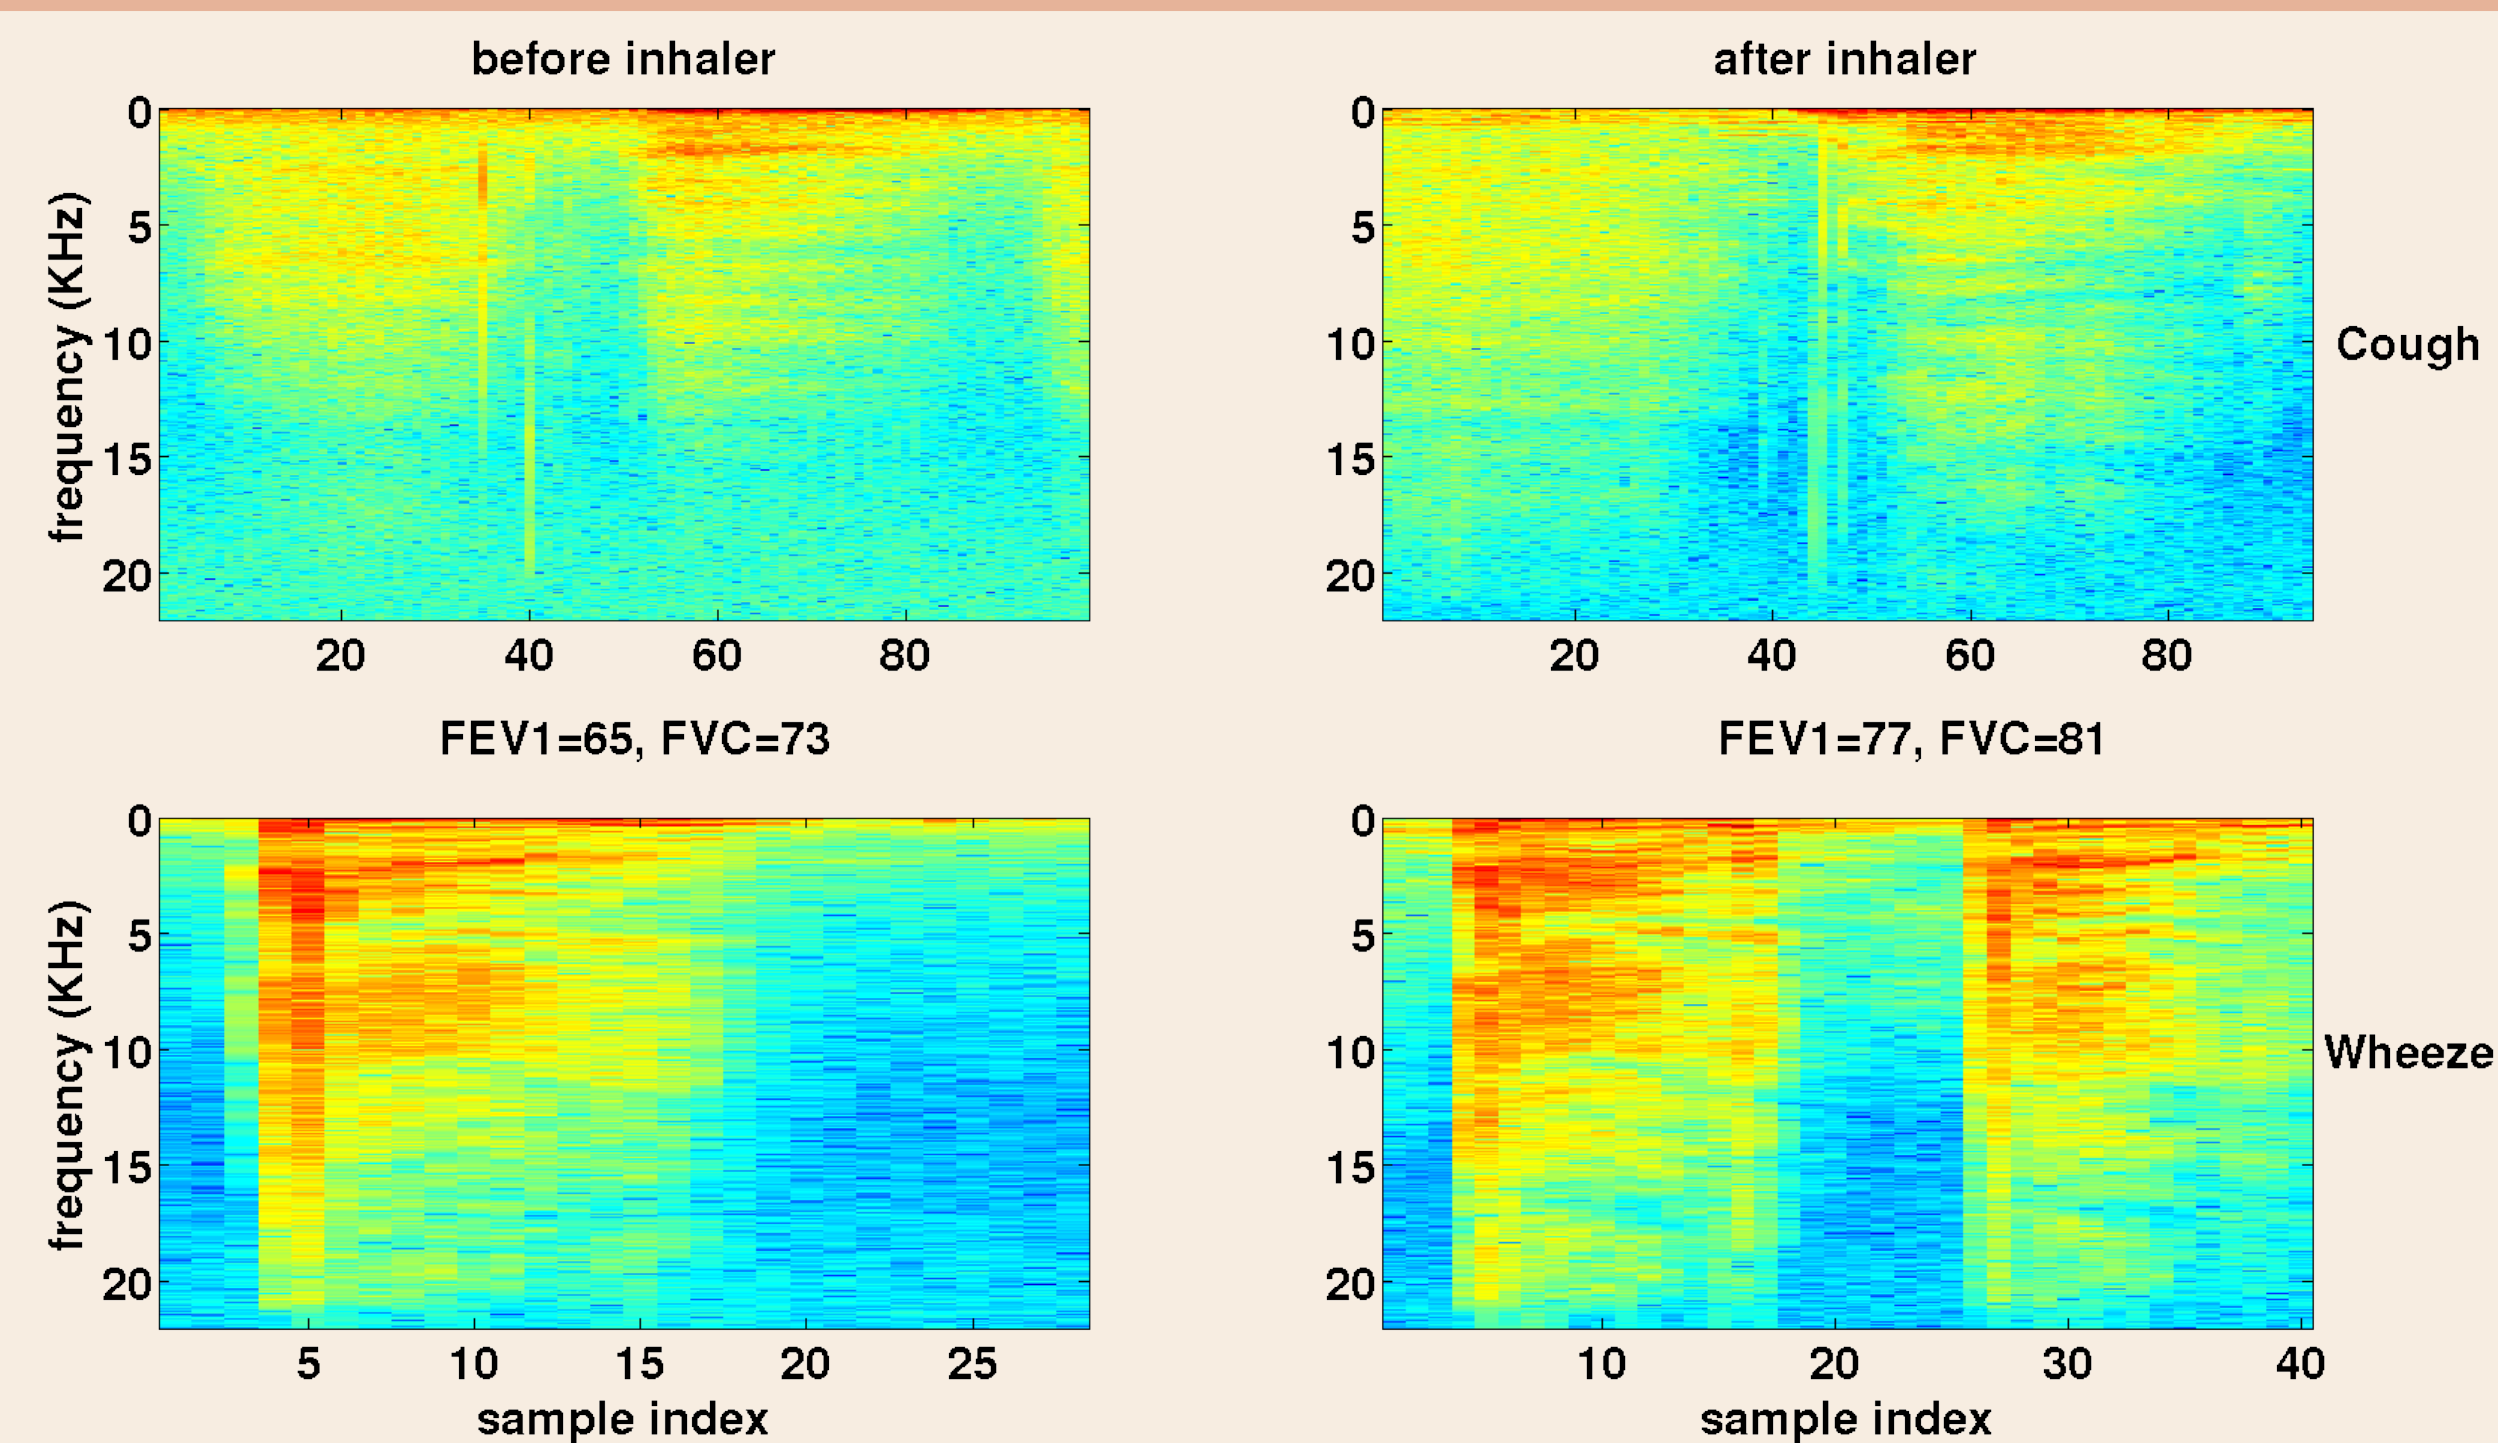 before inhaler
after inhaler
0
5
10
15
20
frequency (KHz)
20 40 60 80
0
5
10
15
20
20 40 60 80
Cough
FEV1=65, FVC=73
FEV1=77, FVC=81
0
5
10
15
20
frequency (KHz)
5 10 15 20 25
sample index
0
5
10
15
20
10 20 30 40
sample index
Wheeze